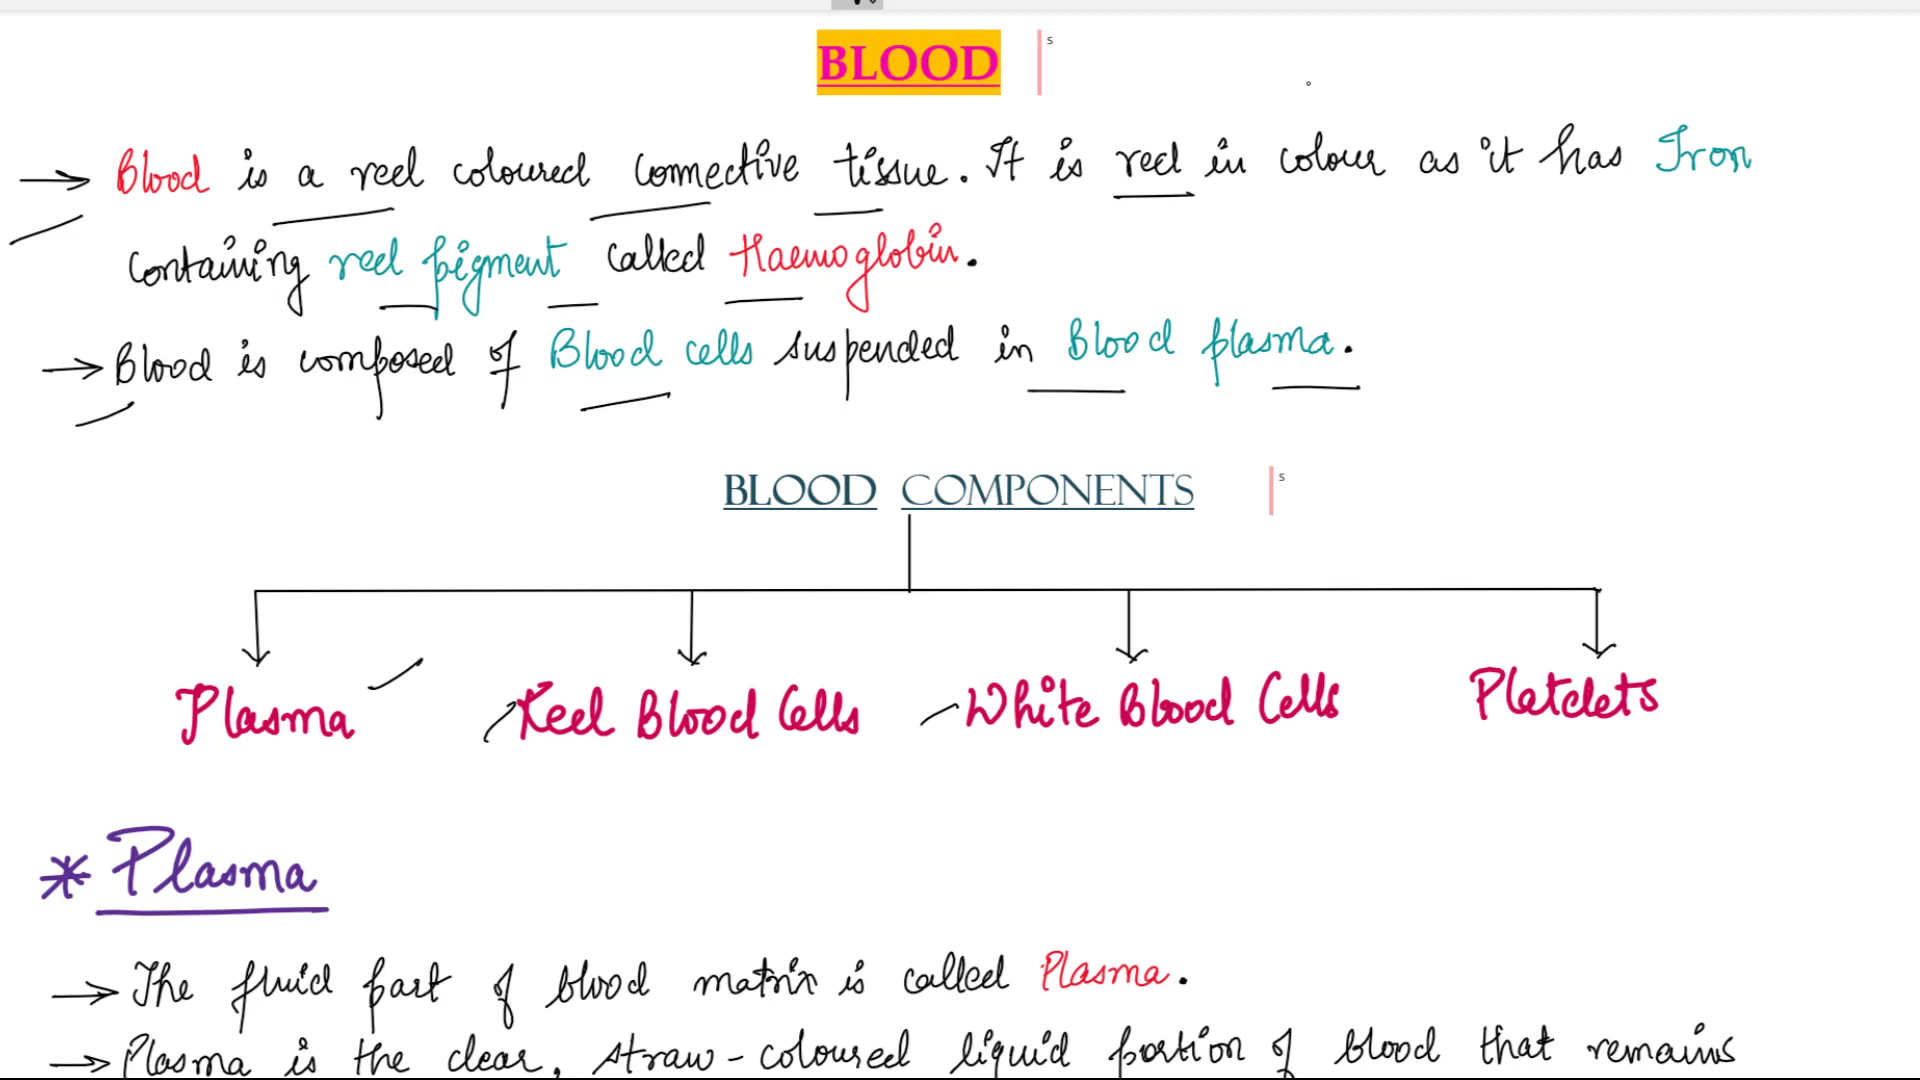 BLOOD
→ Blood is a red coloured connective tissue. It is red in colour as it has Iron
containing red pigment called Haemoglobin.
→ Blood is composed of Blood cells suspended in Blood plasma.
BLOOD COMPONENTS
Plasma Red Blood Cells White Blood Cells Platelets
* Plasma
→ The fluid part of blood matrix is called Plasma.
→ Plasma is the clear, straw-coloured liquid portion of blood that remains